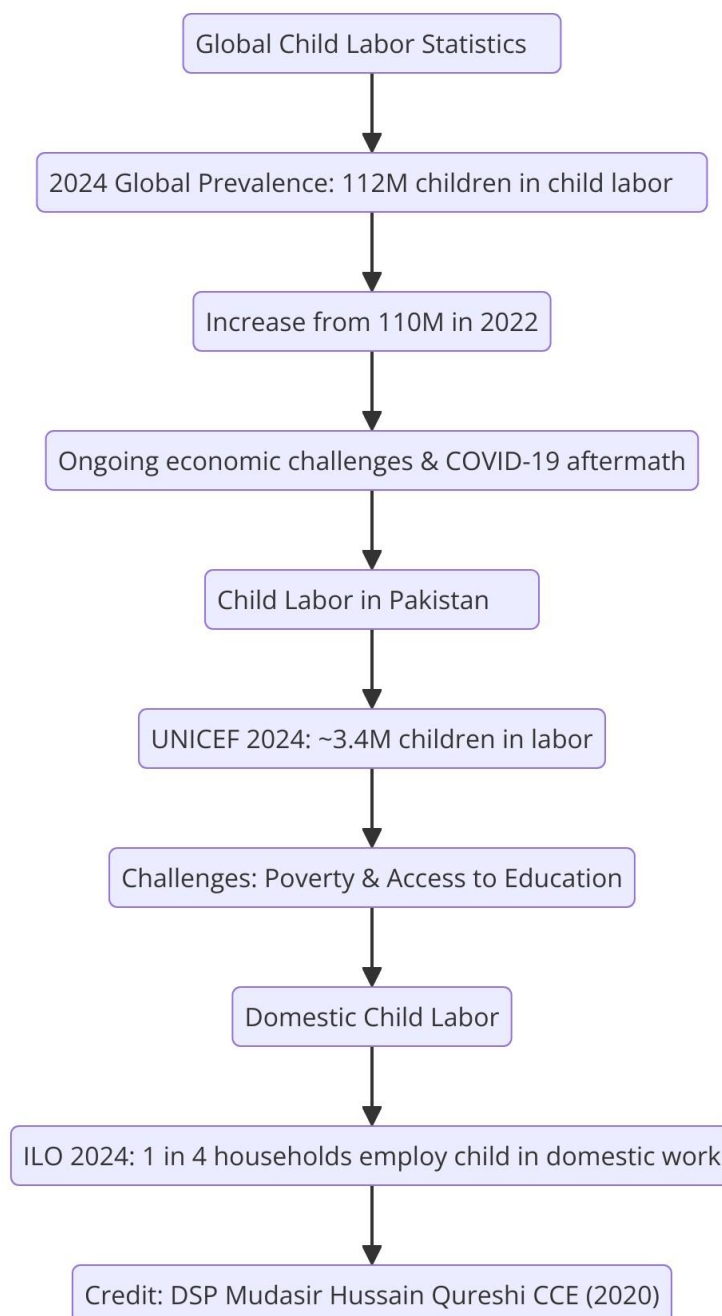 Global Child Labor Statistics
2024 Global Prevalence: 112M children in child labor
Increase from 110M in 2022
Ongoing economic challenges & COVID-19 aftermath
Child Labor in Pakistan
UNICEF 2024: ~3.4M children in labor
Challenges: Poverty & Access to Education
Domestic Child Labor
ILO 2024: 1 in 4 households employ child in domestic work
Credit: DSP Mudasir Hussain Qureshi CCE (2020)